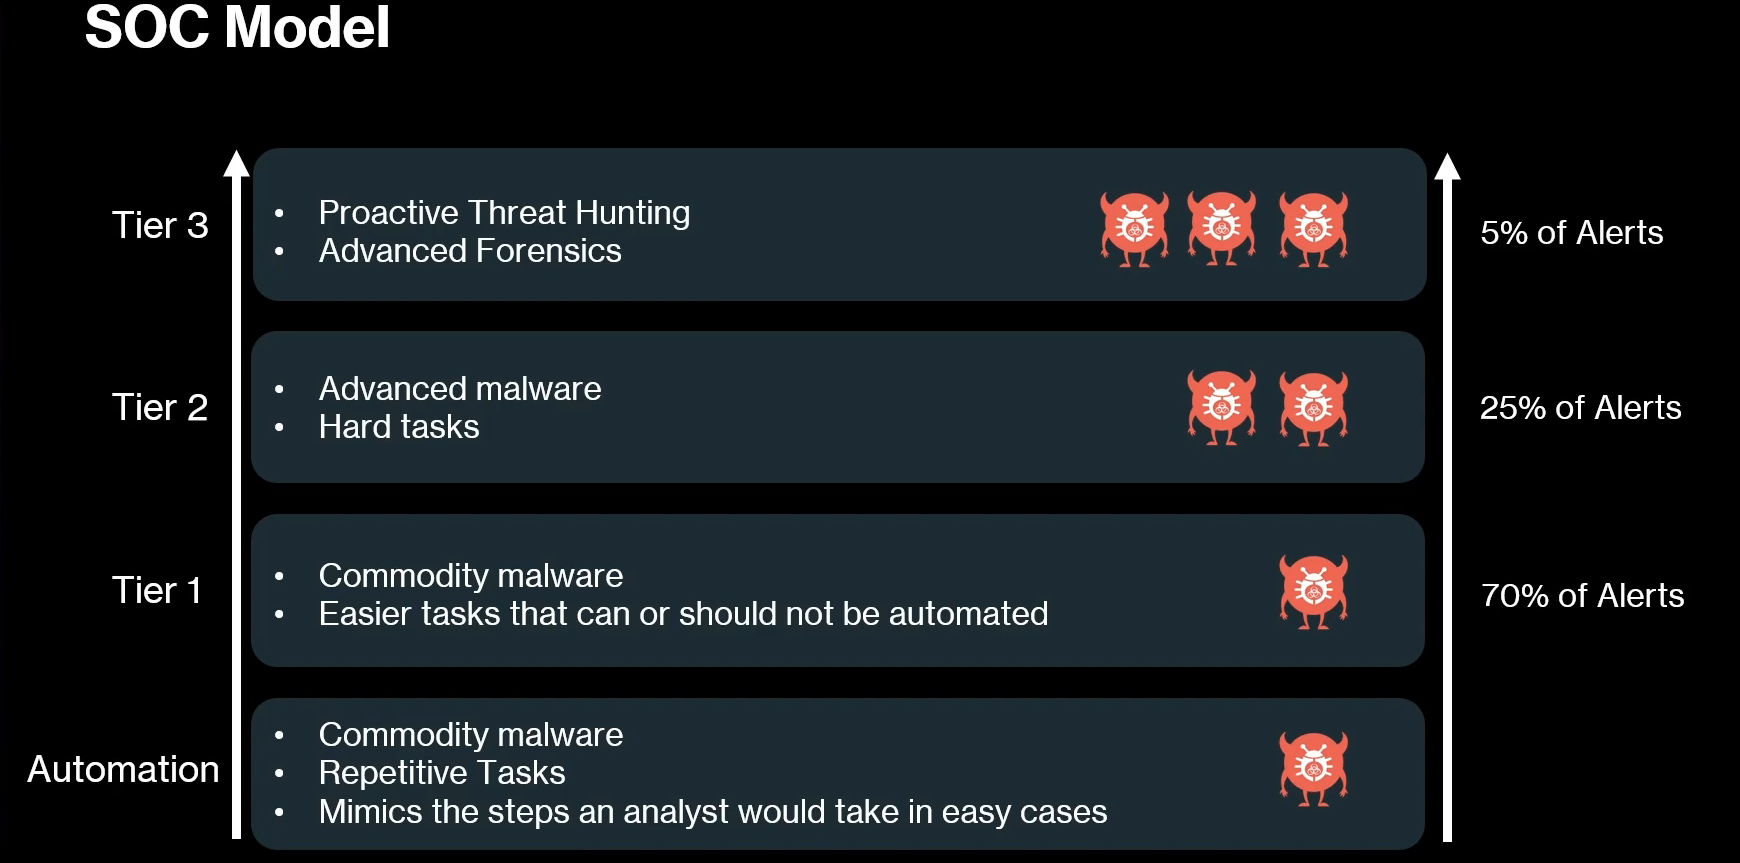 SOC Model
Tier 3
• Proactive Threat Hunting
• Advanced Forensics
5% of Alerts
Tier 2
• Advanced malware
• Hard tasks
25% of Alerts
Tier 1
• Commodity malware
• Easier tasks that can or should not be automated
70% of Alerts
Automation
• Commodity malware
• Repetitive Tasks
• Mimics the steps an analyst would take in easy cases